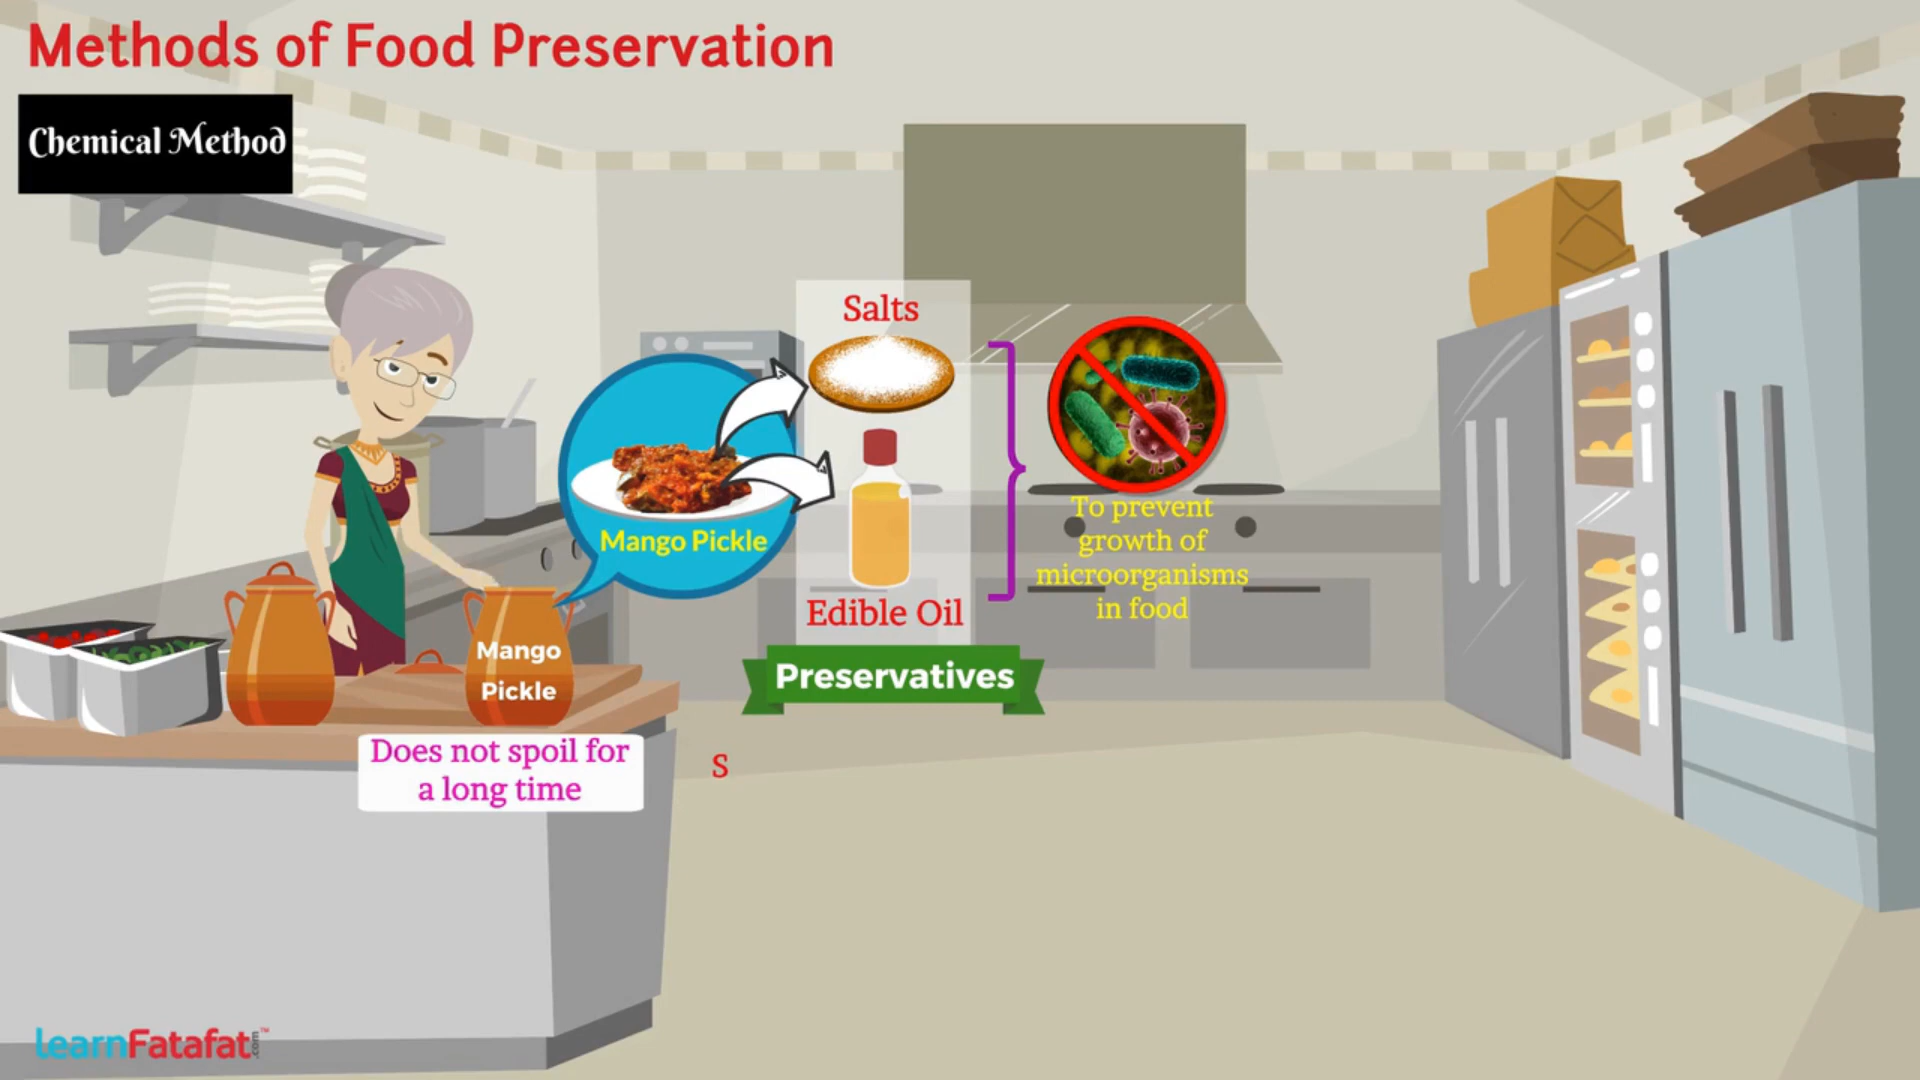 Methods of Food Preservation
Chemical Method
Salts
Mango Pickle
Edible Oil
To prevent
growth of
microorganisms
in food
Preservatives
Mango
Pickle
Does not spoil for
a long time
S
LearnFatafat.com™